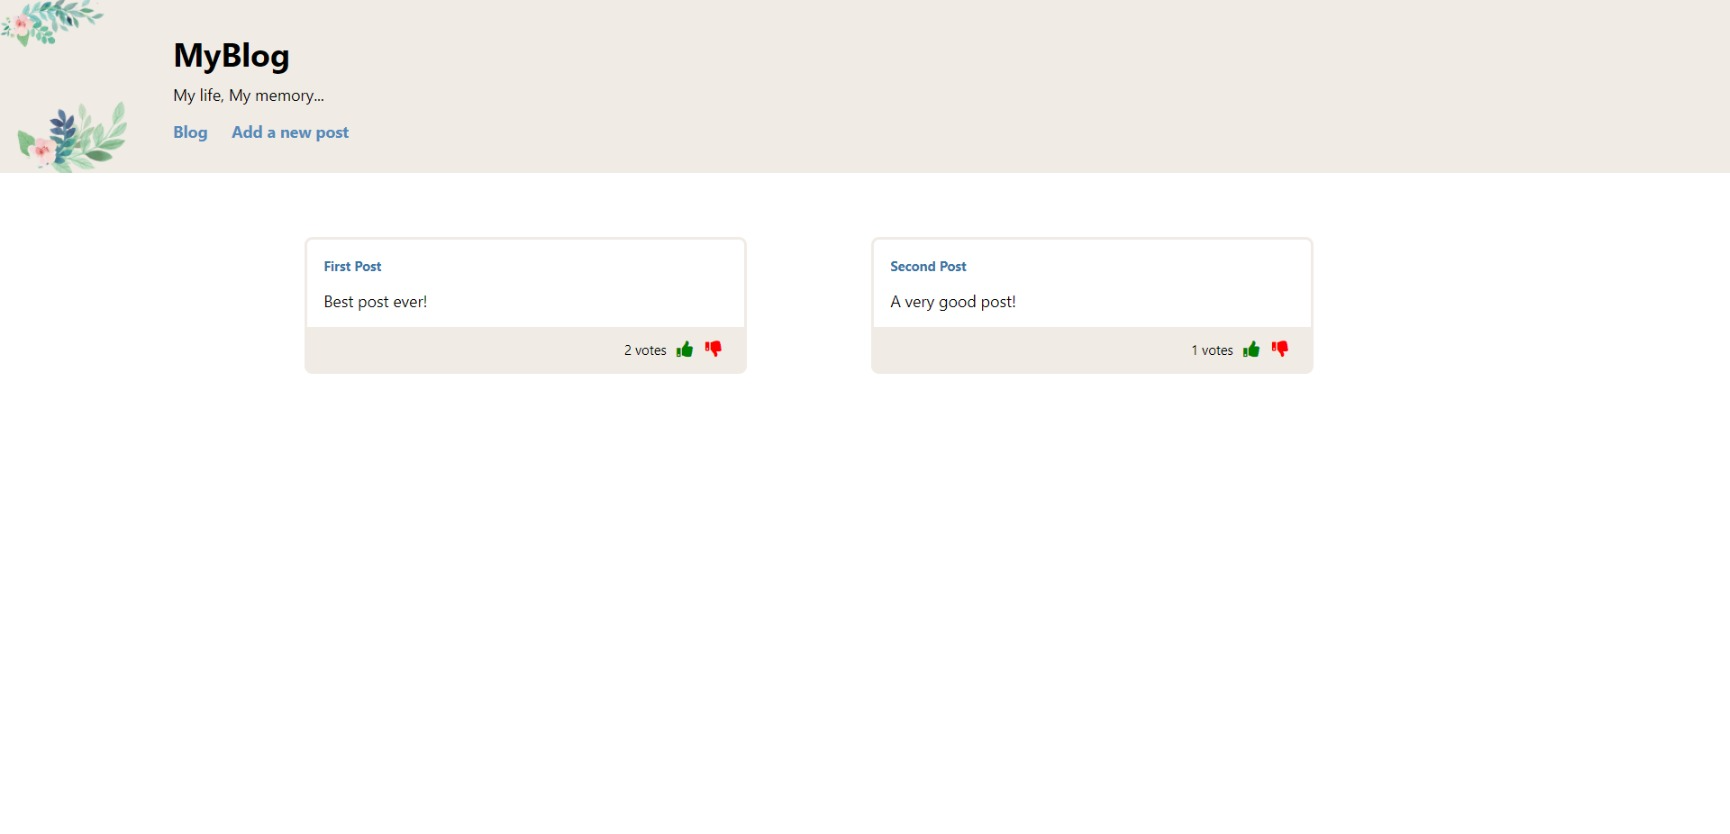 MyBlog
My life, My memory...
Blog Add a new post
First Post
Best post ever!
2 votes
Second Post
A very good post!
1 votes